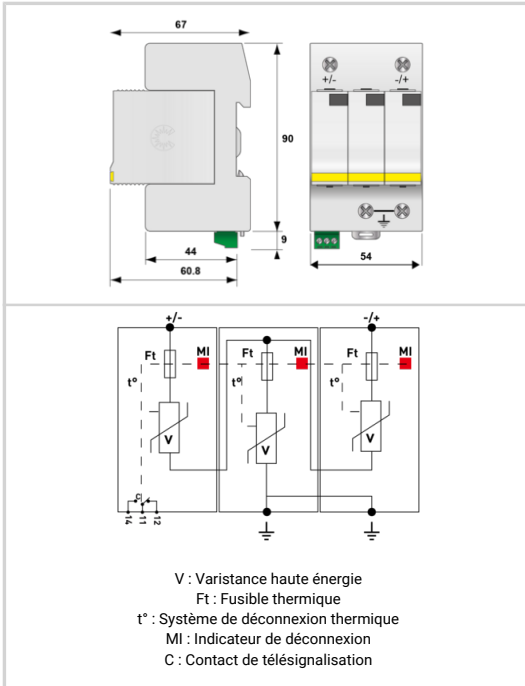 67
+/-
-/+
90
9
44
60.8
54
+/-
-/+
Ft
MI
Ft
MI
Ft
MI
t°
t°
t°
V
V
V
C
14
11
12
V : Varistance haute énergie
Ft : Fusible thermique
t° : Système de déconnexion thermique
MI : Indicateur de déconnexion
C : Contact de télésignalisation